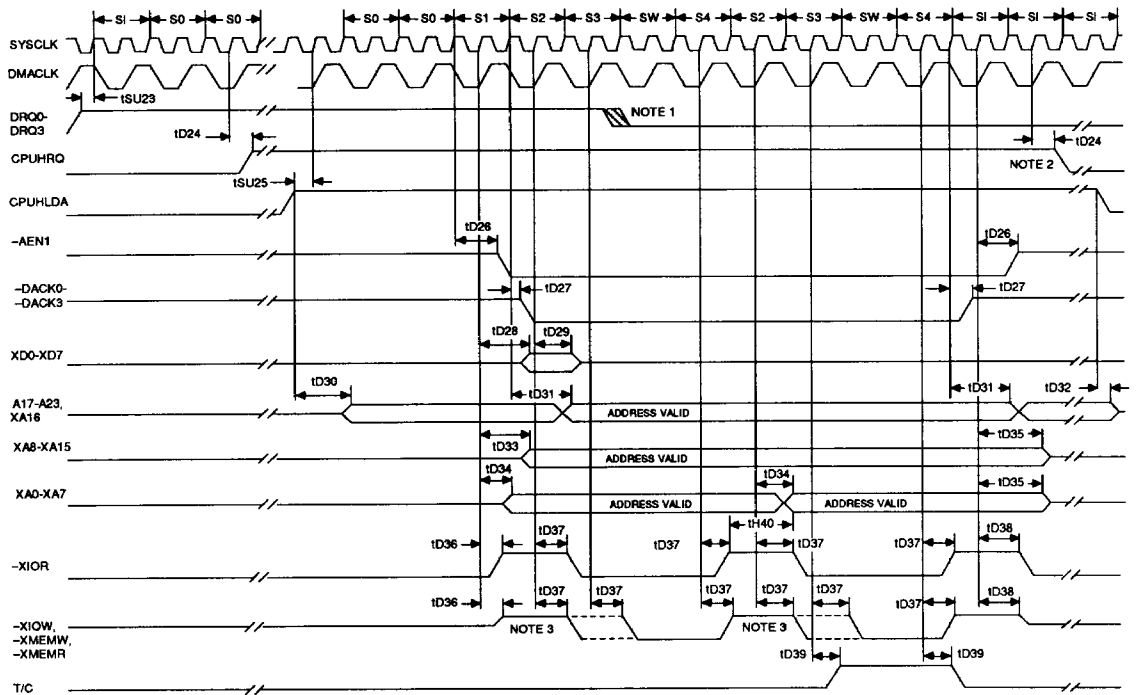 SI S0 S0 S0 S0 S1 S2 S3 SW S4 S2 S3 SW S4 SI SI SI
SYSCLK
DMACLK
tSU23
DRQ0-
DRQ3
NOTE 1
tD24 tD24
CPUHRQ
NOTE 2
tSU25
CPUHLDA
tD26 tD26
-AEN1
tD27 tD27
-DACK0-
-DACK3
tD28 tD29
XD0-XD7
tD30 tD31 tD31 tD32
A17-A23,
XA16
ADDRESS VALID
XA8-XA15
tD33 tD35
ADDRESS VALID
tD34 tD34 tD35
XA0-XA7
ADDRESS VALID ADDRESS VALID
tH40
tD36 tD37 tD37 tD37 tD37 tD38
-XIOR
tD36 tD37 tD37 tD37 tD37 tD37 tD37 tD38
-XIOW,
-XMEMW,
-XMEMR
NOTE 3 NOTE 3
tD39 tD39
T/C